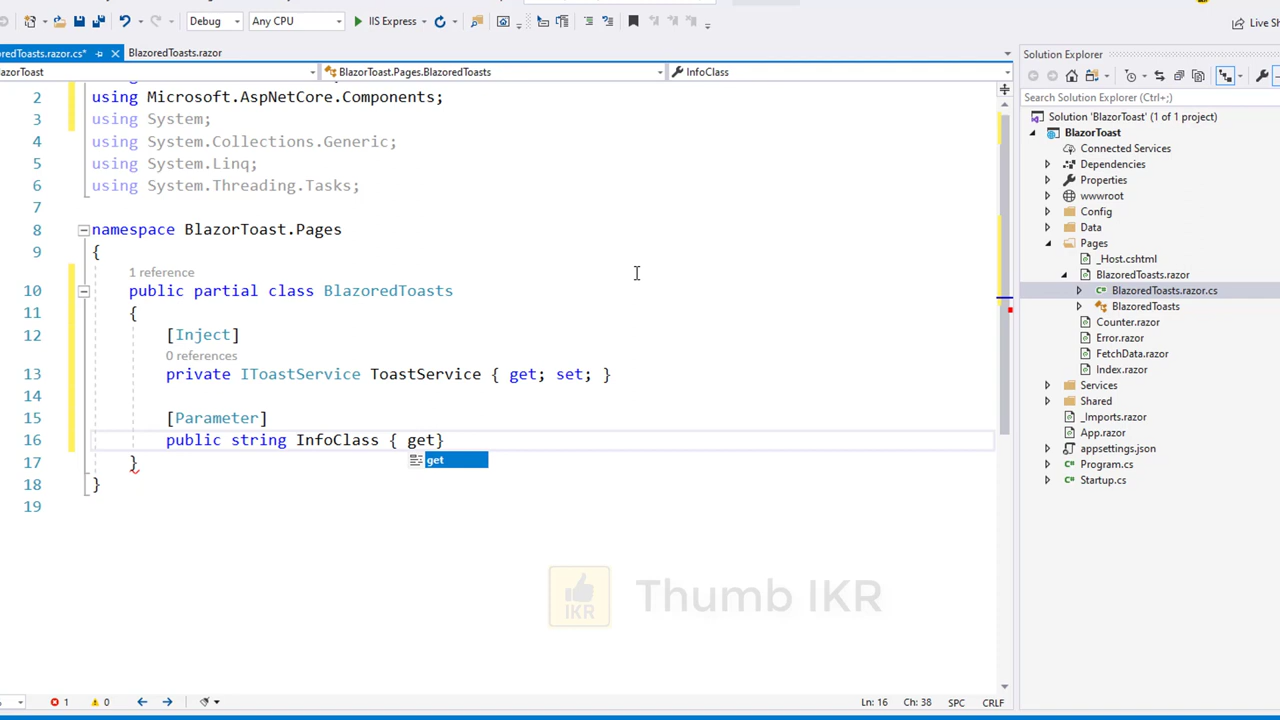 Debug Any CPU IIS Express Live Sh
oredToasts.razor.cs* BlazoredToasts.razor
azorToast BlazorToast.Pages.BlazoredToasts InfoClass
2 using Microsoft.AspNetCore.Components;
3 using System;
4 using System.Collections.Generic;
5 using System.Linq;
6 using System.Threading.Tasks;
7
8 namespace BlazorToast.Pages
9 {
1 reference
10 public partial class BlazoredToasts
11 {
12 [Inject]
0 references
13 private IToastService ToastService { get; set; }
14
15 [Parameter]
16 public string InfoClass { get}
get
17 }
18 }
19
IKR
Thumb IKR
1 0 Ln: 16 Ch: 38 SPC CRLF
Solution Explorer
Search Solution Explorer (Ctrl+;)
Solution 'BlazorToast' (1 of 1 project)
BlazorToast
Connected Services
Dependencies
Properties
wwwroot
Config
Data
Pages
_Host.cshtml
BlazoredToasts.razor
BlazoredToasts.razor.cs
BlazoredToasts
Counter.razor
Error.razor
FetchData.razor
Index.razor
Services
Shared
_Imports.razor
App.razor
appsettings.json
Program.cs
Startup.cs